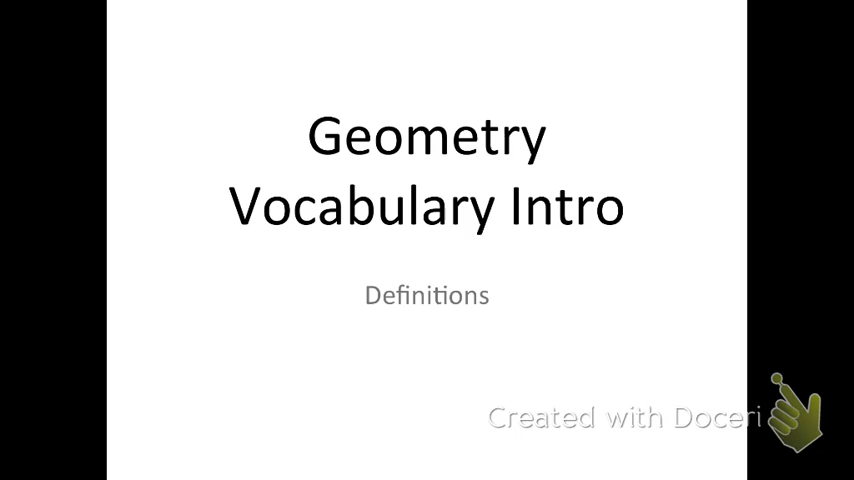 Geometry
Vocabulary Intro
Definitions
Created with Doceri